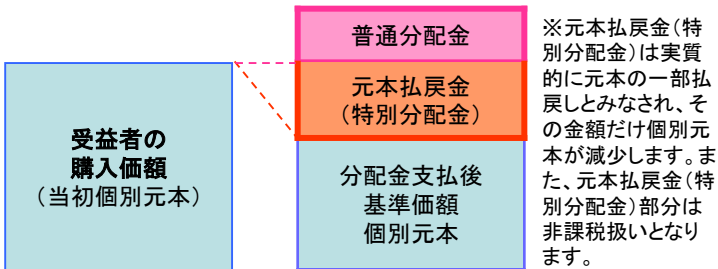 受益者の
購入価額
（当初個別元本）
普通分配金
元本払戻金
（特別分配金）
分配金支払後
基準価額
個別元本
※元本払戻金（特
別分配金）は実質
的に元本の一部払
戻しとみなされ、そ
の金額だけ個別元
本が減少します。ま
た、元本払戻金（特
別分配金）部分は
非課税扱いとなり
ます。